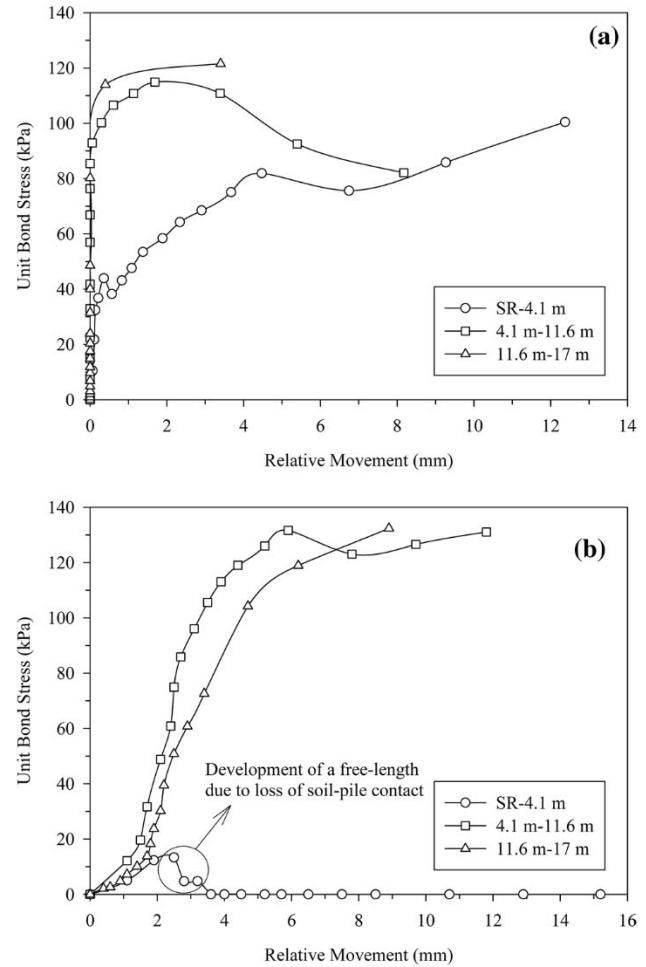 140
(a)
120
100
80
60
40
20
0
Unit Bond Stress (kPa)
SR-4.1 m
4.1 m-11.6 m
11.6 m-17 m
0 2 4 6 8 10 12 14
Relative Movement (mm)
140
(b)
120
100
80
60
40
20
0
Unit Bond Stress (kPa)
Development of a free-length
due to loss of soil-pile contact
SR-4.1 m
4.1 m-11.6 m
11.6 m-17 m
0 2 4 6 8 10 12 14 16
Relative Movement (mm)